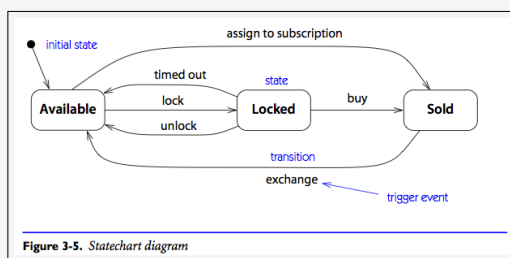 assign to subscription
initial state
timed out
state
Available
lock
Locked
buy
Sold
unlock
transition
exchange
trigger event
Figure 3-5. Statechart diagram